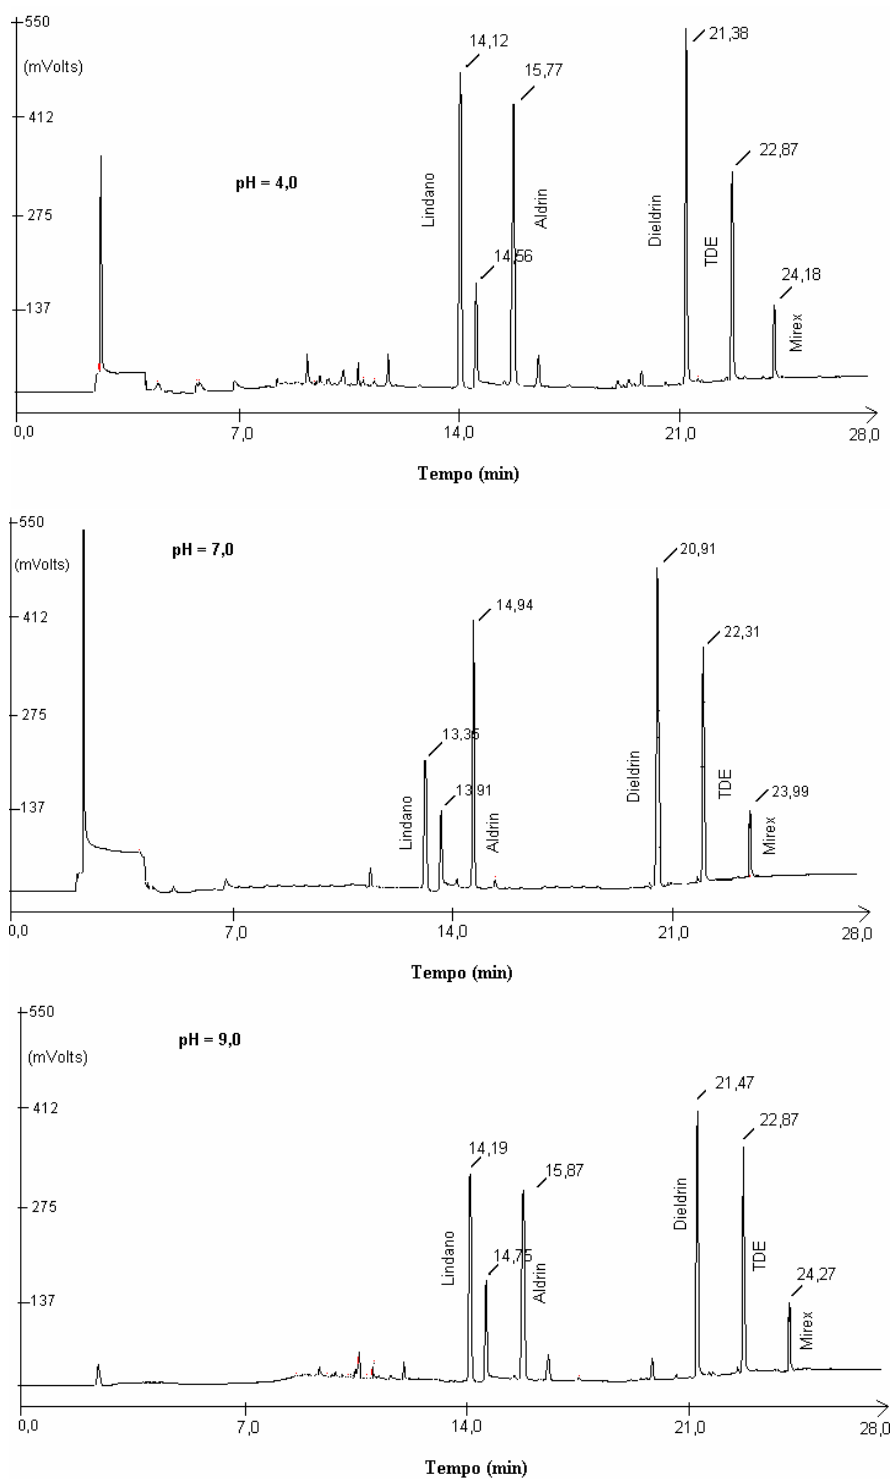 550
(mVolts)
14,12
21,38
15,77
412
22,87
pH = 4,0
Lindano
Aldrin
Dieldrin
TDE
275
14,56
24,18
137
Mirex
0,0
7,0
14,0
21,0
28,0
Tempo (min)
550
pH = 7,0
(mVolts)
20,91
14,94
412
22,31
275
13,35
Dieldrin
TDE
13,91
23,99
137
Lindano
Aldrin
Mirex
0,0
7,0
14,0
21,0
28,0
Tempo (min)
550
pH = 9,0
(mVolts)
21,47
412
22,87
14,19
15,87
275
Dieldrin
Lindano
14,75
Aldrin
TDE
24,27
137
Mirex
0,0
7,0
14,0
21,0
28,0
Tempo (min)